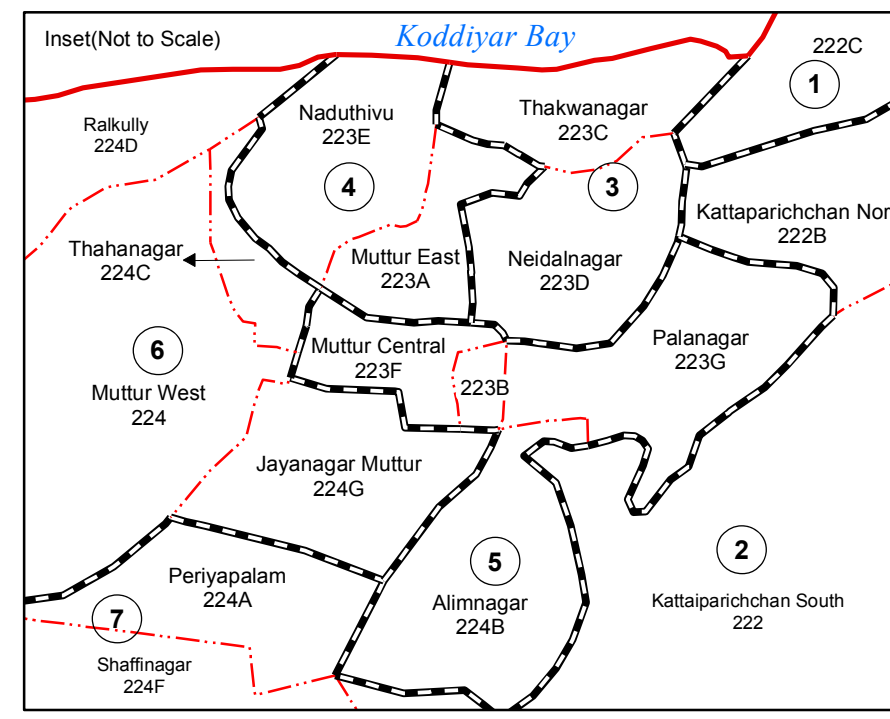 Inset(Not to Scale)
Koddiyar Bay
222C
1
Ralkully
224D
Naduthivu
223E
4
Thakwanagar
223C
3
Kattaparichchan Nor
222B
Thahanagar
224C
Muttur East
223A
Neidalnagar
223D
6
Muttur West
224
Muttur Central
223F
223B
Palanagar
223G
Jayanagar Muttur
224G
5
Alimnagar
224B
2
Kattaiparichchan South
222
Periyapalam
224A
7
Shaffinagar
224F